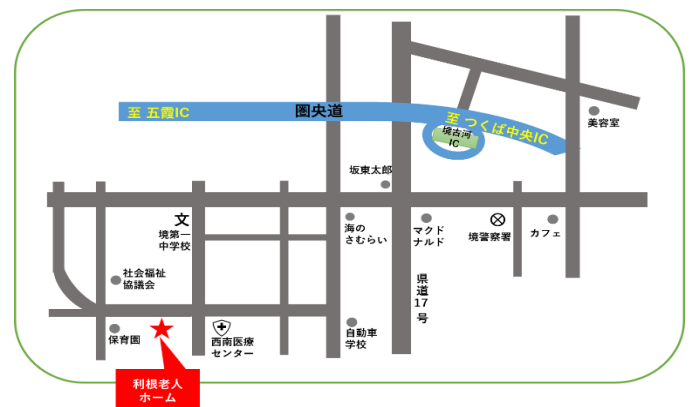 至 五霞IC
圏央道
至 つくば中央IC
境古河
IC
美容室
坂東太郎
文
境第一
中学校
海の
さむらい
マクド
ナルド
境警察署
カフェ
社会福祉
協議会
県道17号
保育園
西南医療
センター
自動車
学校
利根老人
ホーム